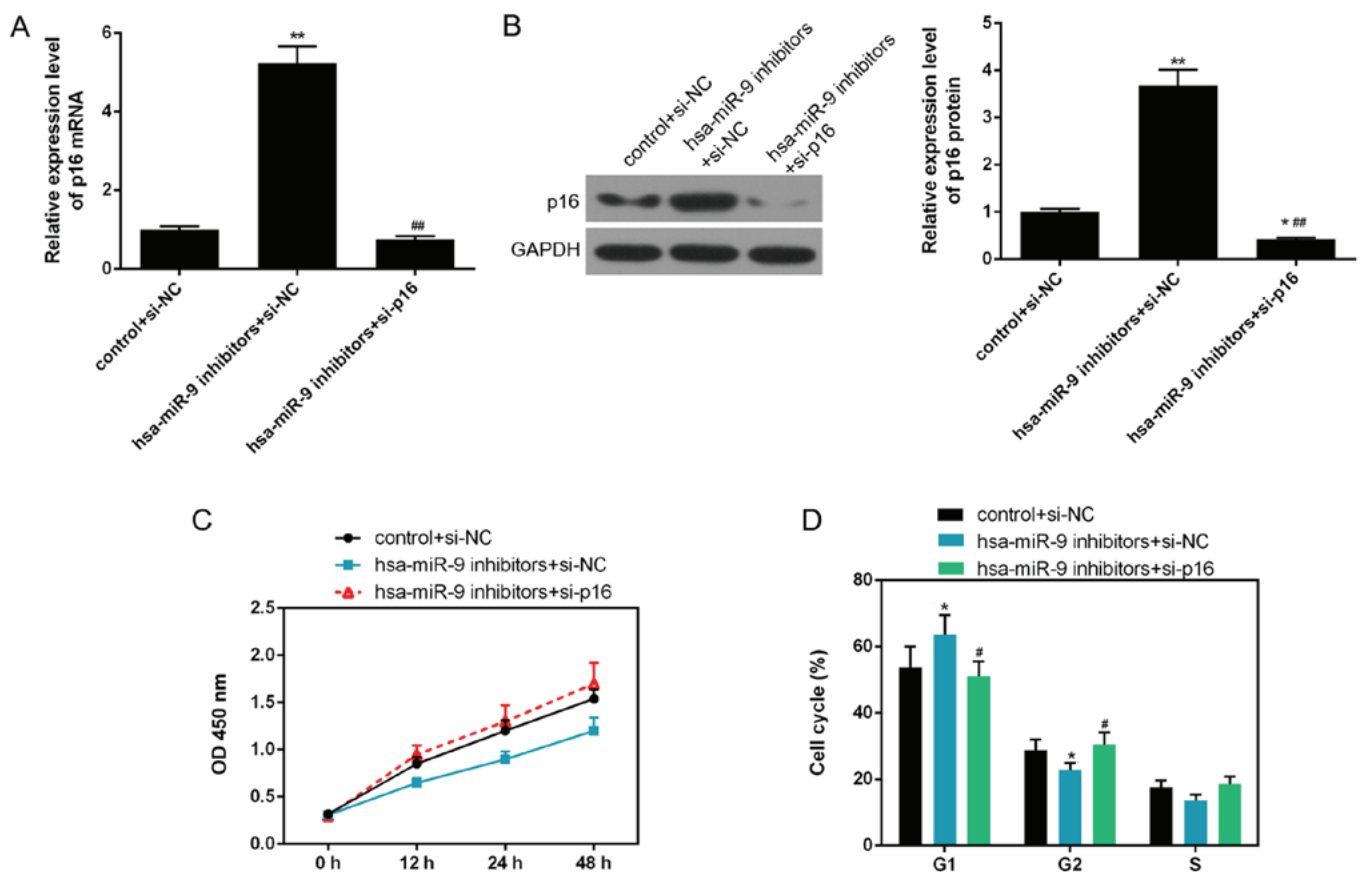 A
Relative expression level
of p16 mRNA
6
4
2
0
**
##
control+si-NC
hsa-miR-9 inhibitors+si-NC
hsa-miR-9 inhibitors+si-p16
B
control+si-NC
hsa-miR-9 inhibitors
+si-NC
hsa-miR-9 inhibitors
+si-p16
p16
GAPDH
Relative expression level
of p16 protein
5
4
3
2
1
0
**
* ##
control+si-NC
hsa-miR-9 inhibitors+si-NC
hsa-miR-9 inhibitors+si-p16
C
control+si-NC
hsa-miR-9 inhibitors+si-NC
hsa-miR-9 inhibitors+si-p16
OD 450 nm
2.5
2.0
1.5
1.0
0.5
0.0
0 h
12 h
24 h
48 h
D
control+si-NC
hsa-miR-9 inhibitors+si-NC
hsa-miR-9 inhibitors+si-p16
Cell cycle (%)
80
60
40
20
0
*
#
*
#
G1
G2
S